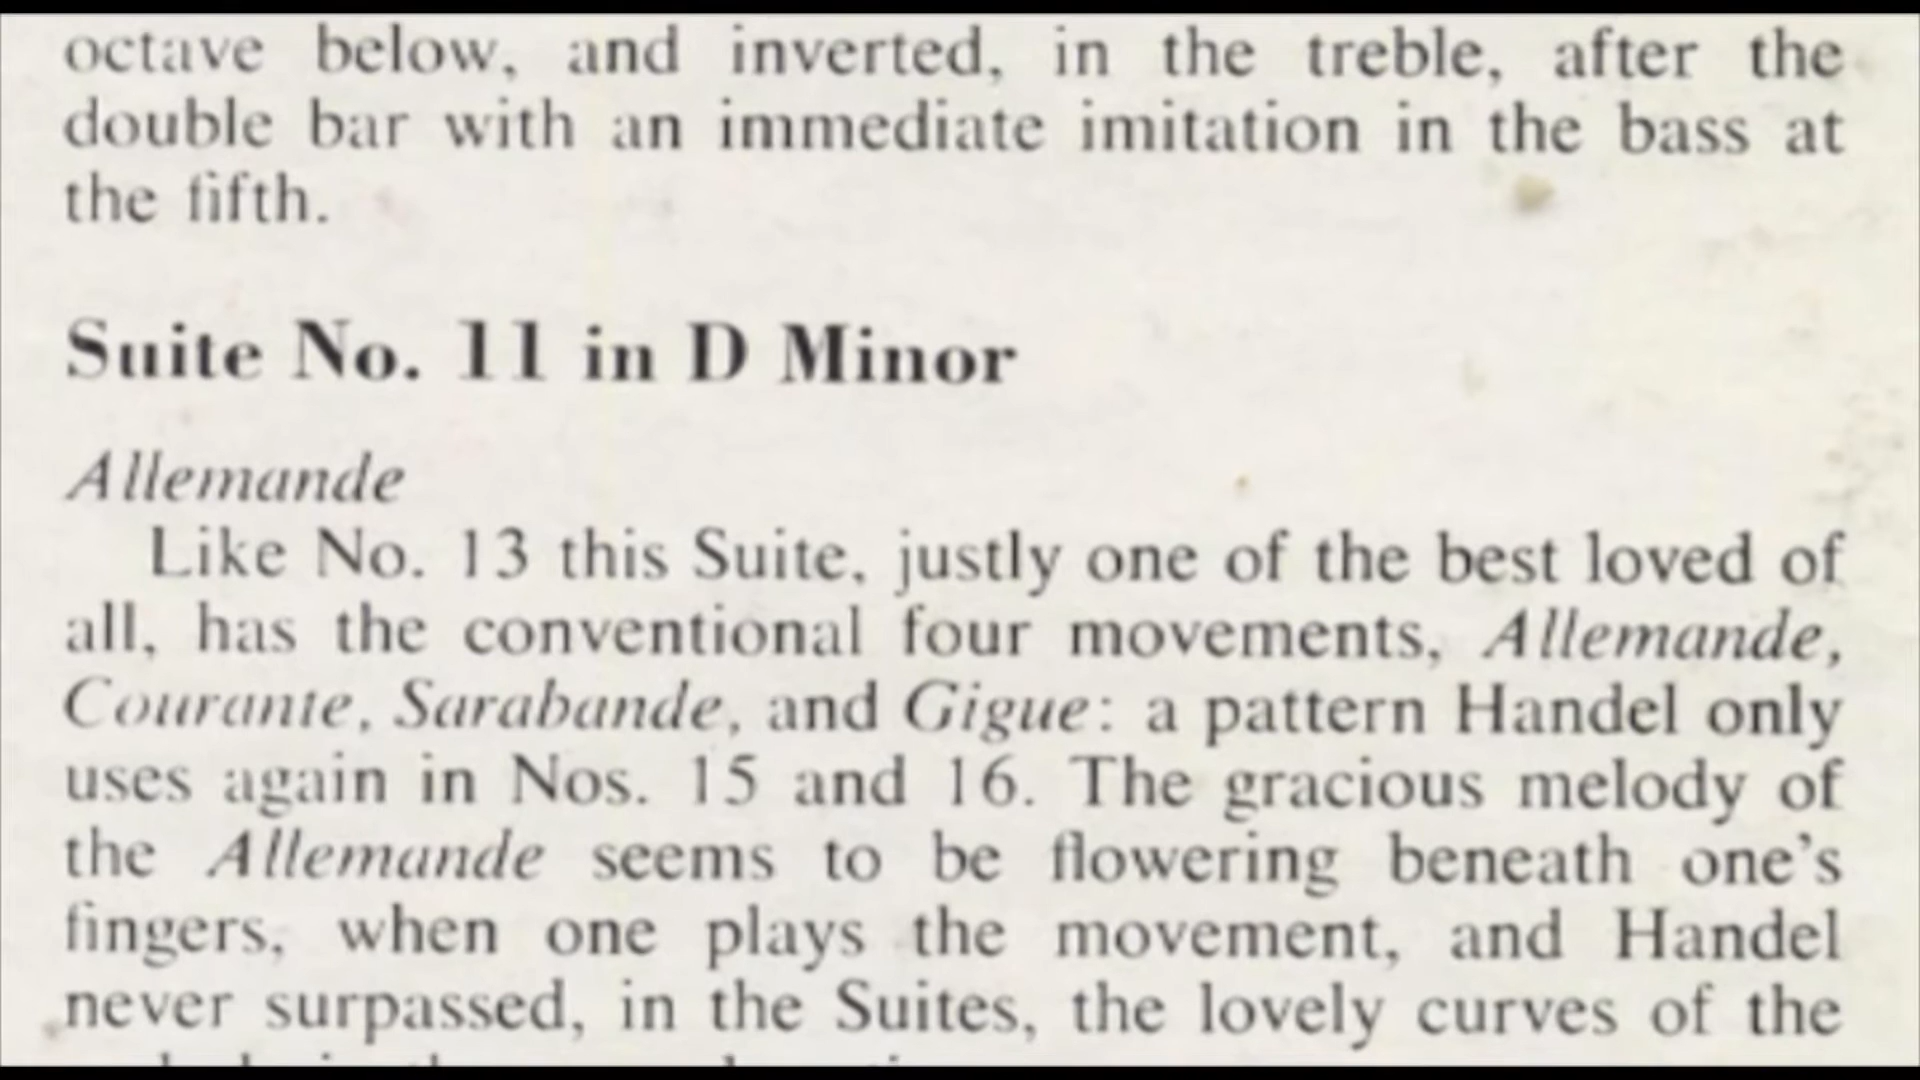 octave below, and inverted, in the treble, after the
double bar with an immediate imitation in the bass at
the fifth.
Suite No. 11 in D Minor
Allemande
Like No. 13 this Suite, justly one of the best loved of
all, has the conventional four movements, Allemande,
Courante, Sarabande, and Gigue: a pattern Handel only
uses again in Nos. 15 and 16. The gracious melody of
the Allemande seems to be flowering beneath one's
fingers, when one plays the movement, and Handel
never surpassed, in the Suites, the lovely curves of the